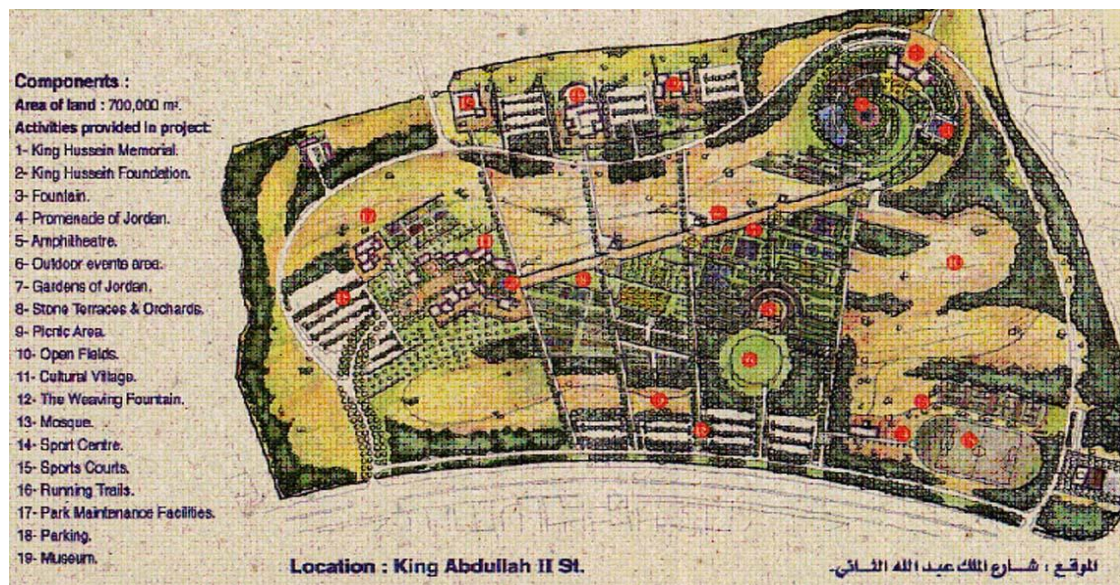 Components :
Area of land : 700,000 m².
Activities provided in project:
1- King Hussein Memorial.
2- King Hussein Foundation.
3- Fountain.
4- Promenade of Jordan.
5- Amphitheatre.
6- Outdoor events area.
7- Gardens of Jordan.
8- Stone Terraces & Orchards.
9- Picnic Area.
10- Open Fields.
11- Cultural Village.
12- The Weaving Fountain.
13- Mosque.
14- Sport Centre.
15- Sports Courts.
16- Running Trails.
17- Park Maintenance Facilities.
18- Parking.
19- Museum.
Location : King Abdullah II St.
الموقع : شارع الملك عبد الله الثاني-